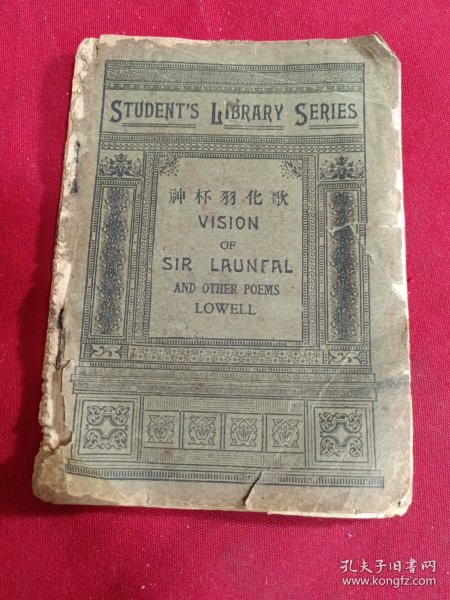 STUDENT'S LIBRARY SERIES
神杯羽化歌
VISION
OF
SIR LAUNFAL
AND OTHER POEMS
LOWELL
孔夫子旧书网
www.kongfz.com